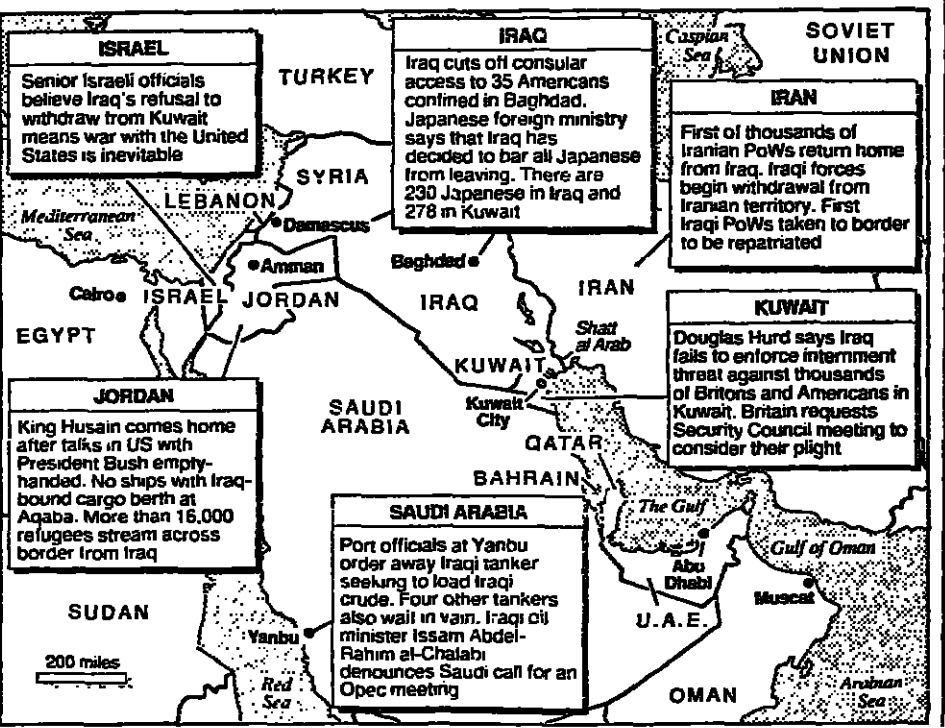 ISRAEL
Senior Israeli officials
believe Iraq's refusal to
withdraw from Kuwait
means war with the United
States is inevitable
IRAQ
Iraq cuts off consular
access to 35 Americans
confined in Baghdad.
Japanese foreign ministry
says that Iraq has
decided to bar all Japanese
from leaving. There are
230 Japanese in Iraq and
278 in Kuwait
IRAN
First of thousands of
Iranian PoWs return home
from Iraq. Iraqi forces
begin withdrawal from
Iranian territory. First
Iraqi PoWs taken to border
to be repatriated
KUWAIT
Douglas Hurd says Iraq
fails to enforce internment
threat against thousands
of Britons and Americans in
Kuwait. Britain requests
Security Council meeting to
consider their plight
JORDAN
King Husain comes home
after talks in US with
President Bush empty-
handed. No ships with Iraq-
bound cargo berth at
Aqaba. More than 16,000
refugees stream across
border from Iraq
SAUDI ARABIA
Port officials at Yanbu
order away Iraqi tanker
seeking to load Iraqi
crude. Four other tankers
also wait in vain. Iraqi oil
minister Issam Abdel-
Rahim al-Chalabi
denounces Saudi call for an
Opec meeting
TURKEY
Caspian
Sea
SOVIET
UNION
SYRIA
LEBANON
Mediterranean
Sea
Damascus
Amman
Baghdad
Cairo
ISRAEL
JORDAN
IRAQ
IRAN
EGYPT
Shatt
al Arab
KUWAIT
Kuwait
City
SAUDI
ARABIA
QATAR
BAHRAIN
The Gulf
Gulf of Oman
Abu
Dhabi
Muscat
U.A.E.
SUDAN
Yanbu
200 miles
Red
Sea
OMAN
Arabian
Sea